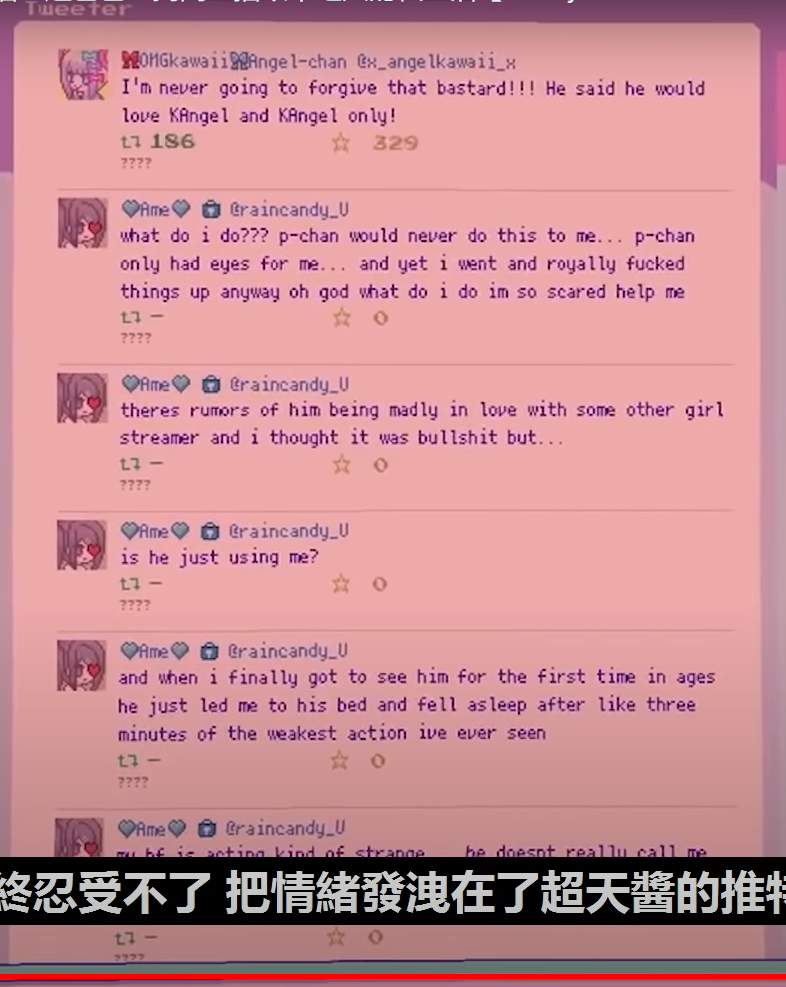 Tweeter
OMGkawaii Angel-chan @x_angelkawaii_x
I'm never going to forgive that bastard!!! He said he would
love KAngel and KAngel only!
186 329
????
Ame @raincandy_U
what do i do??? p-chan would never do this to me... p-chan
only had eyes for me... and yet i went and royally fucked
things up anyway oh god what do i do im so scared help me
— 0
????
Ame @raincandy_U
theres rumors of him being madly in love with some other girl
streamer and i thought it was bullshit but...
— 0
????
Ame @raincandy_U
is he just using me?
— 0
????
Ame @raincandy_U
and when i finally got to see him for the first time in ages
he just led me to his bed and fell asleep after like three
minutes of the weakest action ive ever seen
— 0
????
Ame @raincandy_U
my bf is acting kind of strange... he doesnt really call me
終忍受不了 把情緒發洩在了超天醬的推特
— 0
????